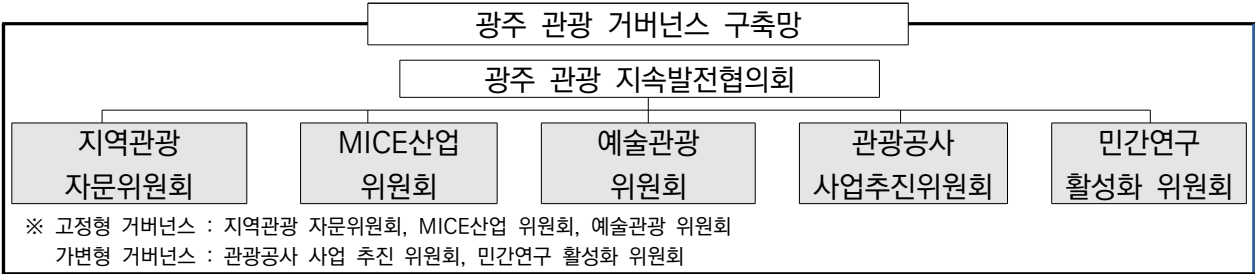 광주 관광 거버넌스 구축망
광주 관광 지속발전협의회
지역관광
자문위원회
MICE산업
위원회
예술관광
위원회
관광공사
사업추진위원회
민간연구
활성화 위원회
※ 고정형 거버넌스 : 지역관광 자문위원회, MICE산업 위원회, 예술관광 위원회
가변형 거버넌스 : 관광공사 사업 추진 위원회, 민간연구 활성화 위원회